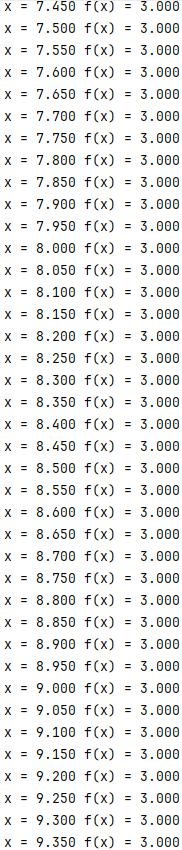 x = 7.450 f(x) = 3.000
x = 7.500 f(x) = 3.000
x = 7.550 f(x) = 3.000
x = 7.600 f(x) = 3.000
x = 7.650 f(x) = 3.000
x = 7.700 f(x) = 3.000
x = 7.750 f(x) = 3.000
x = 7.800 f(x) = 3.000
x = 7.850 f(x) = 3.000
x = 7.900 f(x) = 3.000
x = 7.950 f(x) = 3.000
x = 8.000 f(x) = 3.000
x = 8.050 f(x) = 3.000
x = 8.100 f(x) = 3.000
x = 8.150 f(x) = 3.000
x = 8.200 f(x) = 3.000
x = 8.250 f(x) = 3.000
x = 8.300 f(x) = 3.000
x = 8.350 f(x) = 3.000
x = 8.400 f(x) = 3.000
x = 8.450 f(x) = 3.000
x = 8.500 f(x) = 3.000
x = 8.550 f(x) = 3.000
x = 8.600 f(x) = 3.000
x = 8.650 f(x) = 3.000
x = 8.700 f(x) = 3.000
x = 8.750 f(x) = 3.000
x = 8.800 f(x) = 3.000
x = 8.850 f(x) = 3.000
x = 8.900 f(x) = 3.000
x = 8.950 f(x) = 3.000
x = 9.000 f(x) = 3.000
x = 9.050 f(x) = 3.000
x = 9.100 f(x) = 3.000
x = 9.150 f(x) = 3.000
x = 9.200 f(x) = 3.000
x = 9.250 f(x) = 3.000
x = 9.300 f(x) = 3.000
x = 9.350 f(x) = 3.000